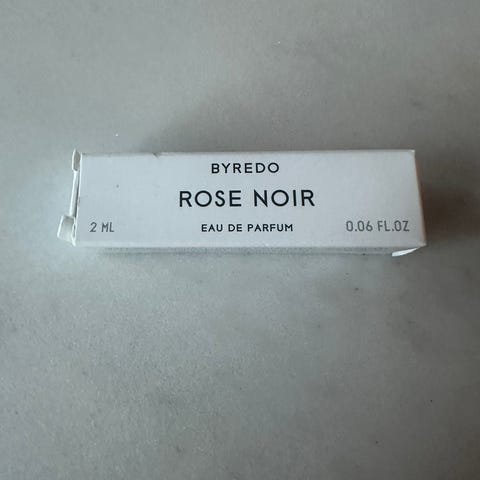 BYREDO
ROSE NOIR
2 ML EAU DE PARFUM 0.06 FL.OZ